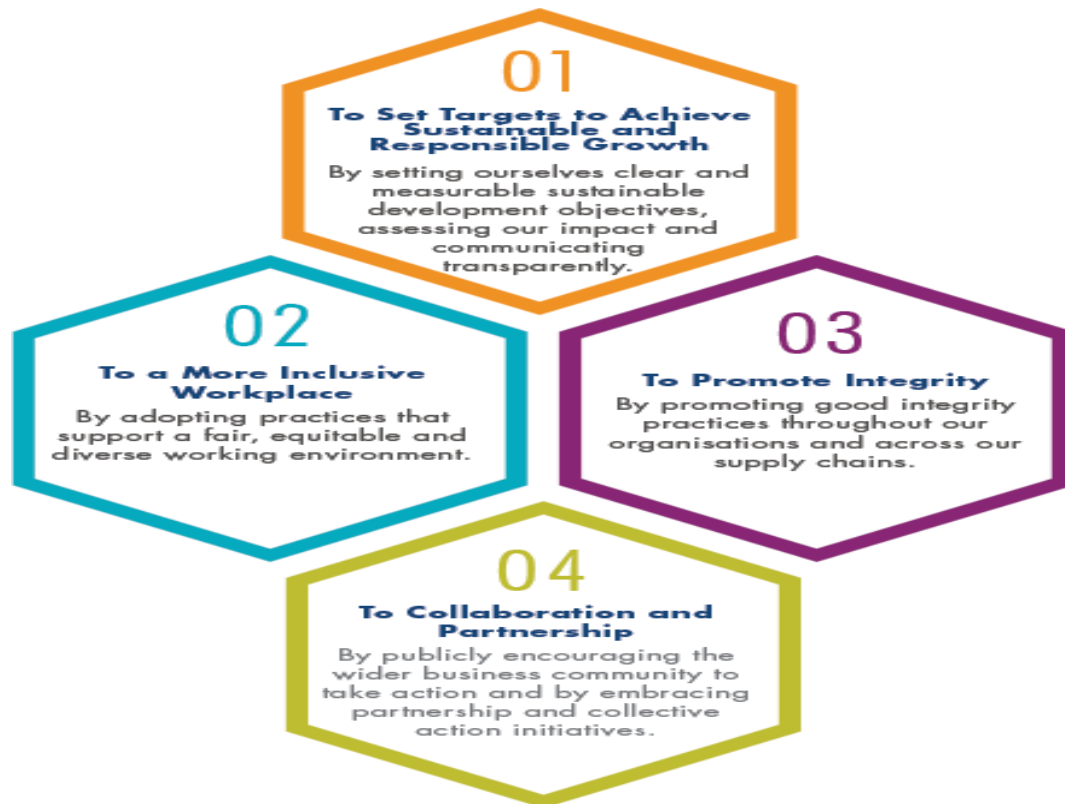 01
To Set Targets to Achieve
Sustainable and
Responsible Growth
By setting ourselves clear and
measurable sustainable
development objectives,
assessing our impact and
communicating
transparently.
02
To a More Inclusive
Workplace
By adopting practices that
support a fair, equitable and
diverse working environment.
03
To Promote Integrity
By promoting good integrity
practices throughout our
organisations and across our
supply chains.
04
To Collaboration and
Partnership
By publicly encouraging the
wider business community to
take action and by embracing
partnership and collective
action initiatives.